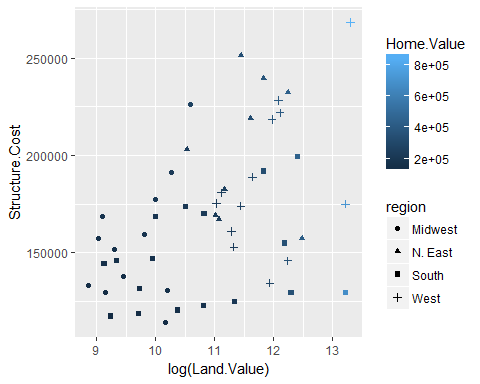 Structure.Cost
250000
200000
150000
9
10
11
12
13
log(Land.Value)
Home.Value
8e+05
6e+05
4e+05
2e+05
region
Midwest
N. East
South
West